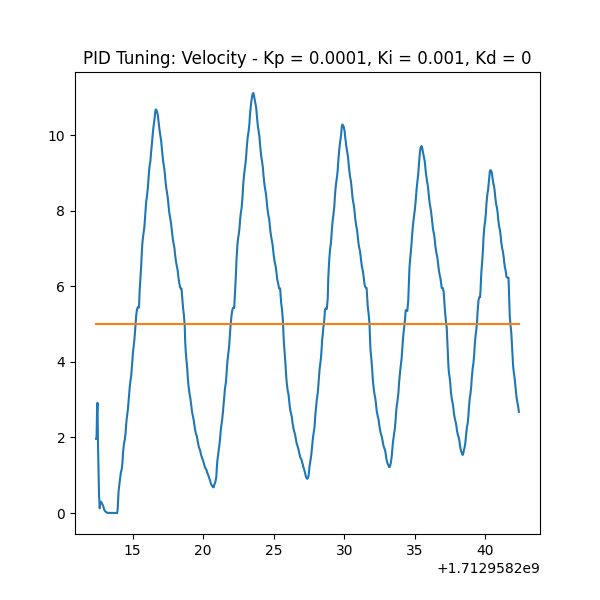 PID Tuning: Velocity - Kp = 0.0001, Ki = 0.001, Kd = 0
10
8
6
4
2
0
15 20 25 30 35 40
+1.7129582e9